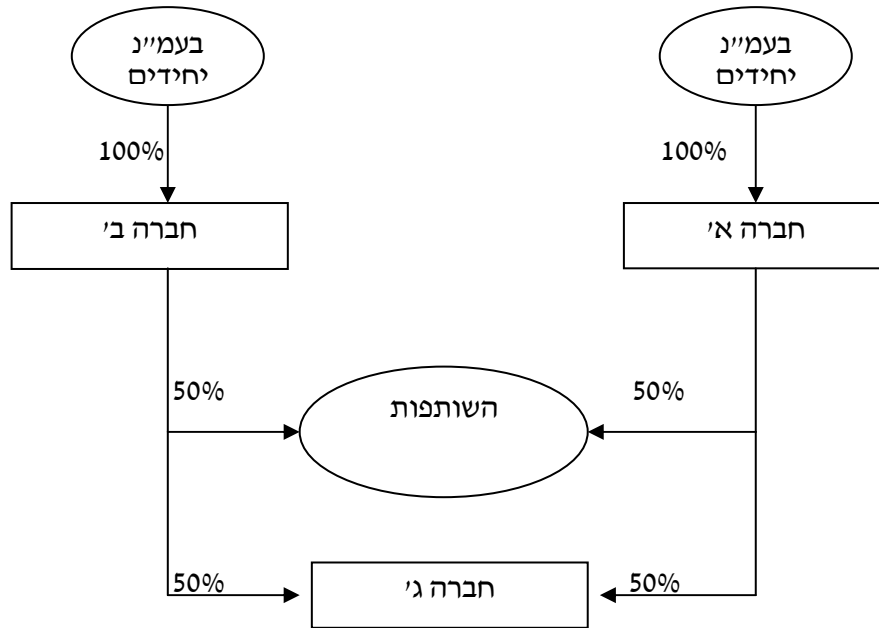 בעמ״נ
יחידים
בעמ״נ
יחידים
100%
100%
חברה א׳
חברה ב׳
50%
50%
השותפות
50%
50%
חברה ג׳